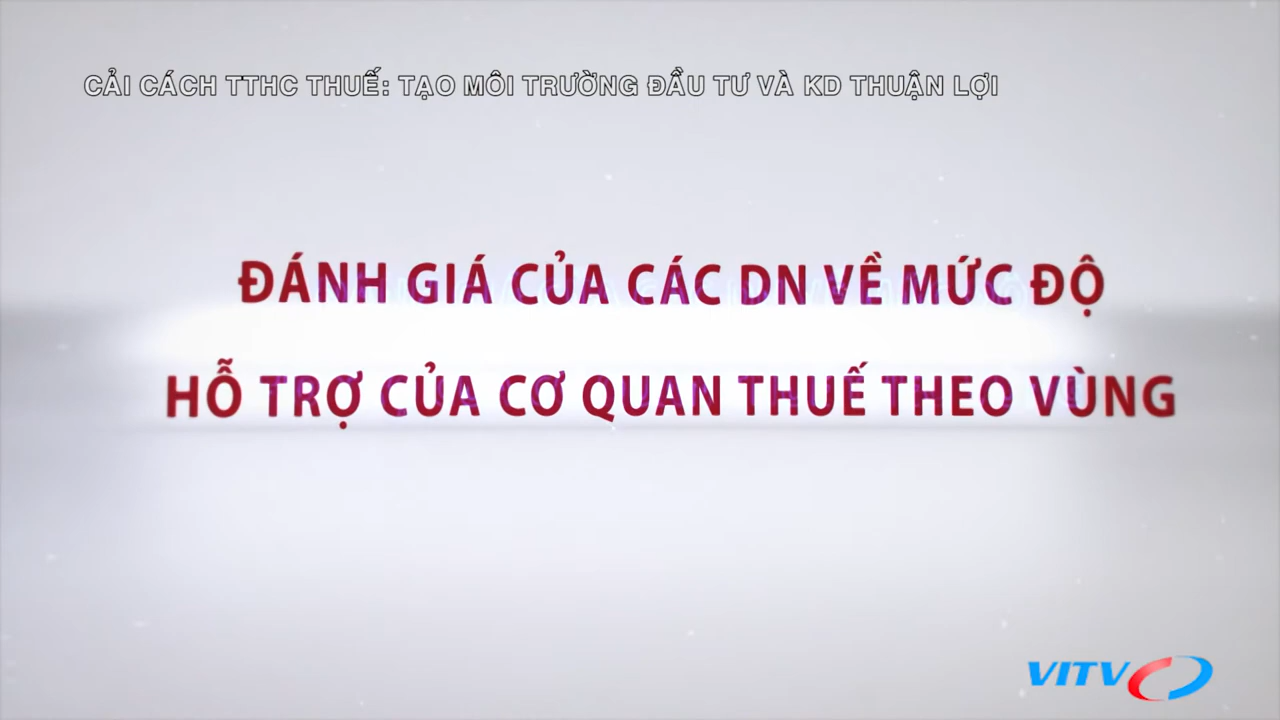 CẢI CÁCH TTHC THUẾ: TẠO MÔI TRƯỜNG ĐẦU TƯ VÀ KD THUẬN LỢI
ĐÁNH GIÁ CỦA CÁC DN VỀ MỨC ĐỘ
HỖ TRỢ CỦA CƠ QUAN THUẾ THEO VÙNG
VITV